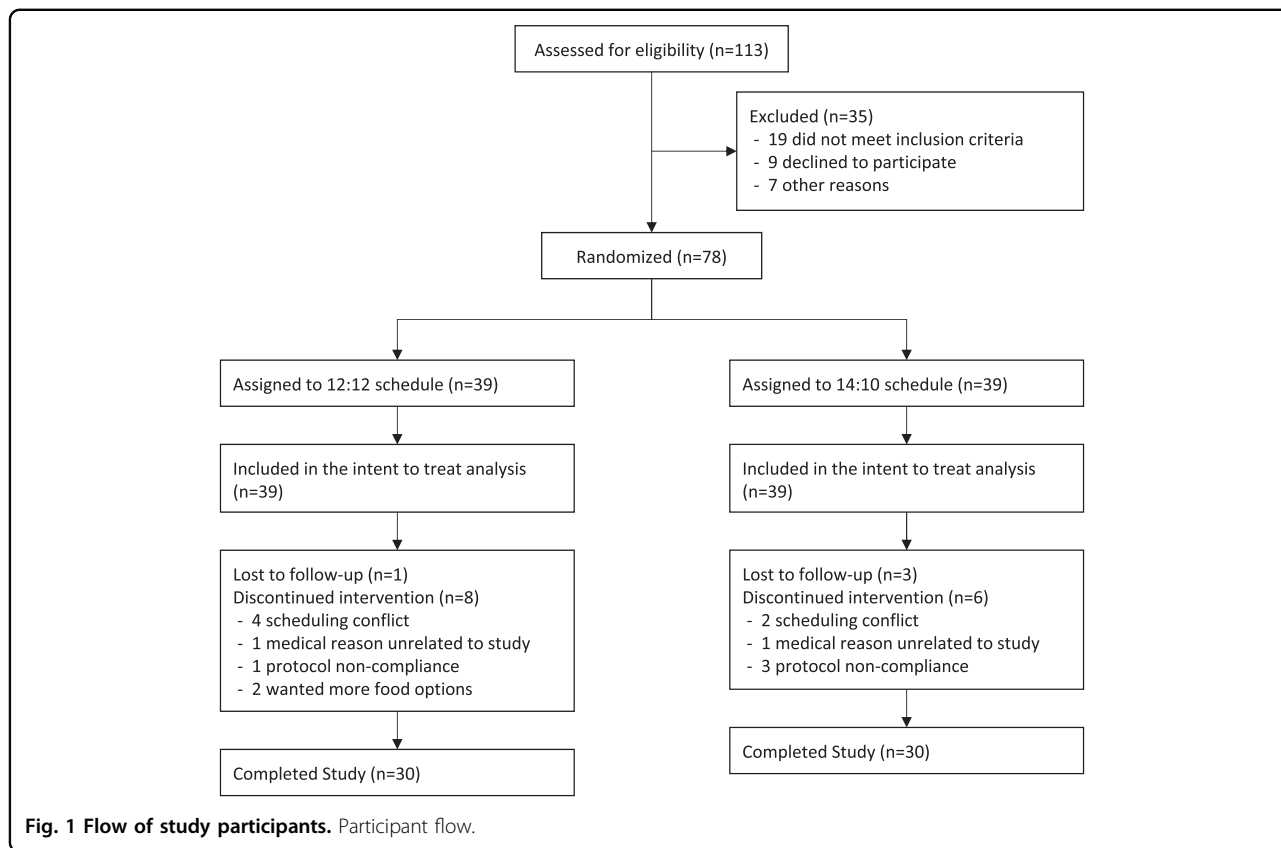 Assessed for eligibility (n=113)
Excluded (n=35)
- 19 did not meet inclusion criteria
- 9 declined to participate
- 7 other reasons
Randomized (n=78)
Assigned to 12:12 schedule (n=39)
Included in the intent to treat analysis
(n=39)
Lost to follow-up (n=1)
Discontinued intervention (n=8)
- 4 scheduling conflict
- 1 medical reason unrelated to study
- 1 protocol non-compliance
- 2 wanted more food options
Completed Study (n=30)
Assigned to 14:10 schedule (n=39)
Included in the intent to treat analysis
(n=39)
Lost to follow-up (n=3)
Discontinued intervention (n=6)
- 2 scheduling conflict
- 1 medical reason unrelated to study
- 3 protocol non-compliance
Completed Study (n=30)
Fig. 1 Flow of study participants. Participant flow.